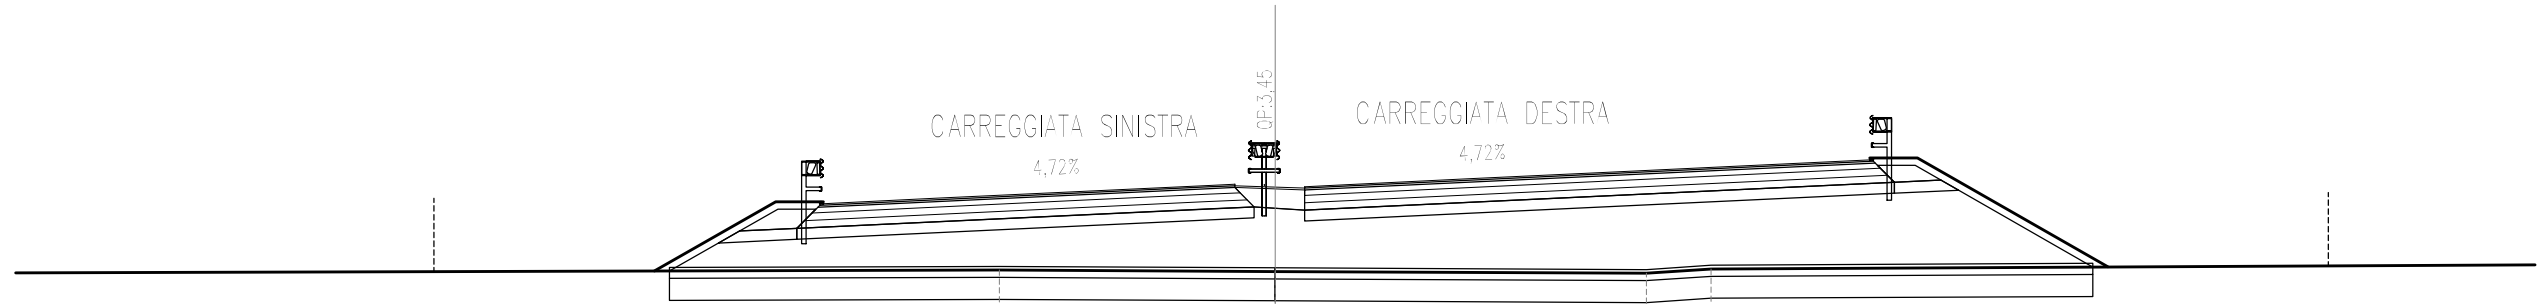 CARREGGIATA SINISTRA
4,72%
QP:3,45
CARREGGIATA DESTRA
4,72%